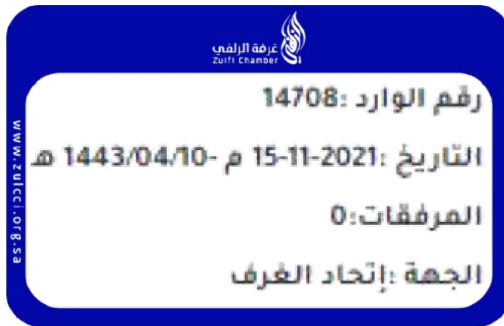 غرفة الزلفي
Zulfi Chamber
رقم الوارد :14708
التاريخ :2021-11-15 م -1443/04/10 هـ
المرفقات:0
الجهة :إتحاد الغرف
www.zulcci.org.sa